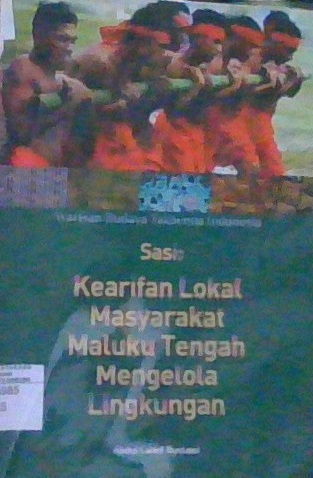 Warisan Budaya Takbenda Indonesia
Sasi:
Kearifan Lokal
Masyarakat
Maluku Tengah
Mengelola
Lingkungan